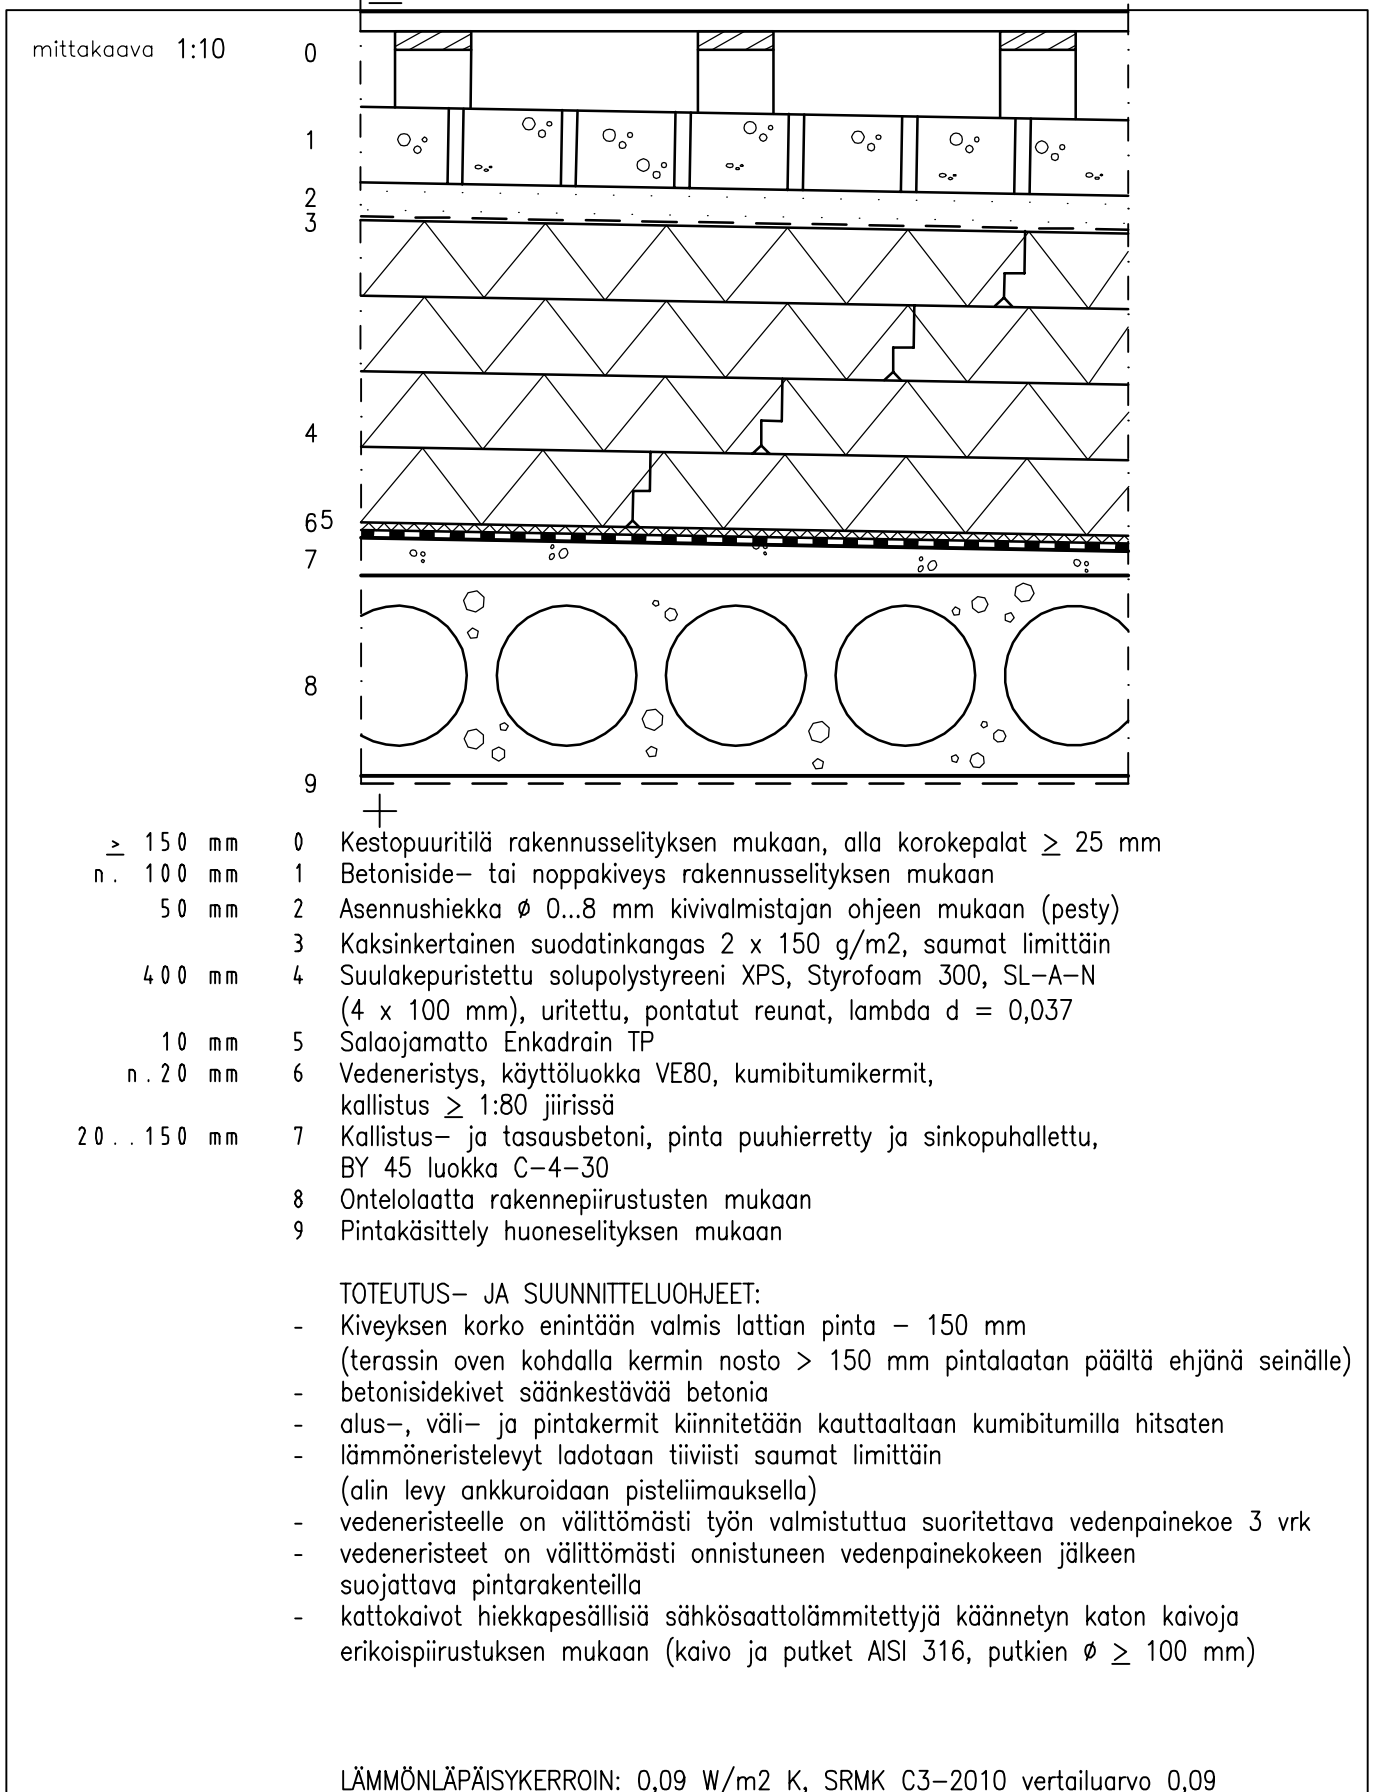 mittakaava 1:10
0
1
2
3
4
65
7
8
9
≥ 150 mm 0 Kestopuuritilä rakennusselityksen mukaan, alla korokepalat ≥ 25 mm
n. 100 mm 1 Betoniside- tai noppakiveys rakennusselityksen mukaan
50 mm 2 Asennushiekka ø 0...8 mm kivivalmistajan ohjeen mukaan (pesty)
3 Kaksinkertainen suodatinkangas 2 x 150 g/m2, saumat limittäin
400 mm 4 Suulakepuristettu solupolystyreeni XPS, Styrofoam 300, SL-A-N
(4 x 100 mm), uritettu, pontatut reunat, lambda d = 0,037
10 mm 5 Salaojamatto Enkadrain TP
n.20 mm 6 Vedeneristys, käyttöluokka VE80, kumibitumikermit,
kallistus ≥ 1:80 jiirissä
20..150 mm 7 Kallistus- ja tasausbetoni, pinta puuhierretty ja sinkopuhallettu,
BY 45 luokka C-4-30
8 Ontelolaatta rakennepiirustusten mukaan
9 Pintakäsittely huoneselityksen mukaan
TOTEUTUS- JA SUUNNITTELUOHJEET:
- Kiveyksen korko enintään valmis lattian pinta - 150 mm
(terassin oven kohdalla kermin nosto > 150 mm pintalaatan päältä ehjänä seinälle)
- betonisidekivet säänkestävää betonia
- alus-, väli- ja pintakermit kiinnitetään kauttaaltaan kumibitumilla hitsaten
- lämmöneristelevyt ladotaan tiiviisti saumat limittäin
(alin levy ankkuroidaan pisteliimauksella)
- vedeneristeelle on välittömästi työn valmistuttua suoritettava vedenpainekoe 3 vrk
- vedeneristeet on välittömästi onnistuneen vedenpainekokeen jälkeen
suojattava pintarakenteilla
- kattokaivot hiekkapesällisiä sähkösaattolämmitettyjä käännetyn katon kaivoja
erikoispiirustuksen mukaan (kaivo ja putket AISI 316, putkien ø ≥ 100 mm)
LÄMMÖNLÄPÄISYKERROIN: 0,09 W/m2 K, SRMK C3-2010 vertailuarvo 0,09